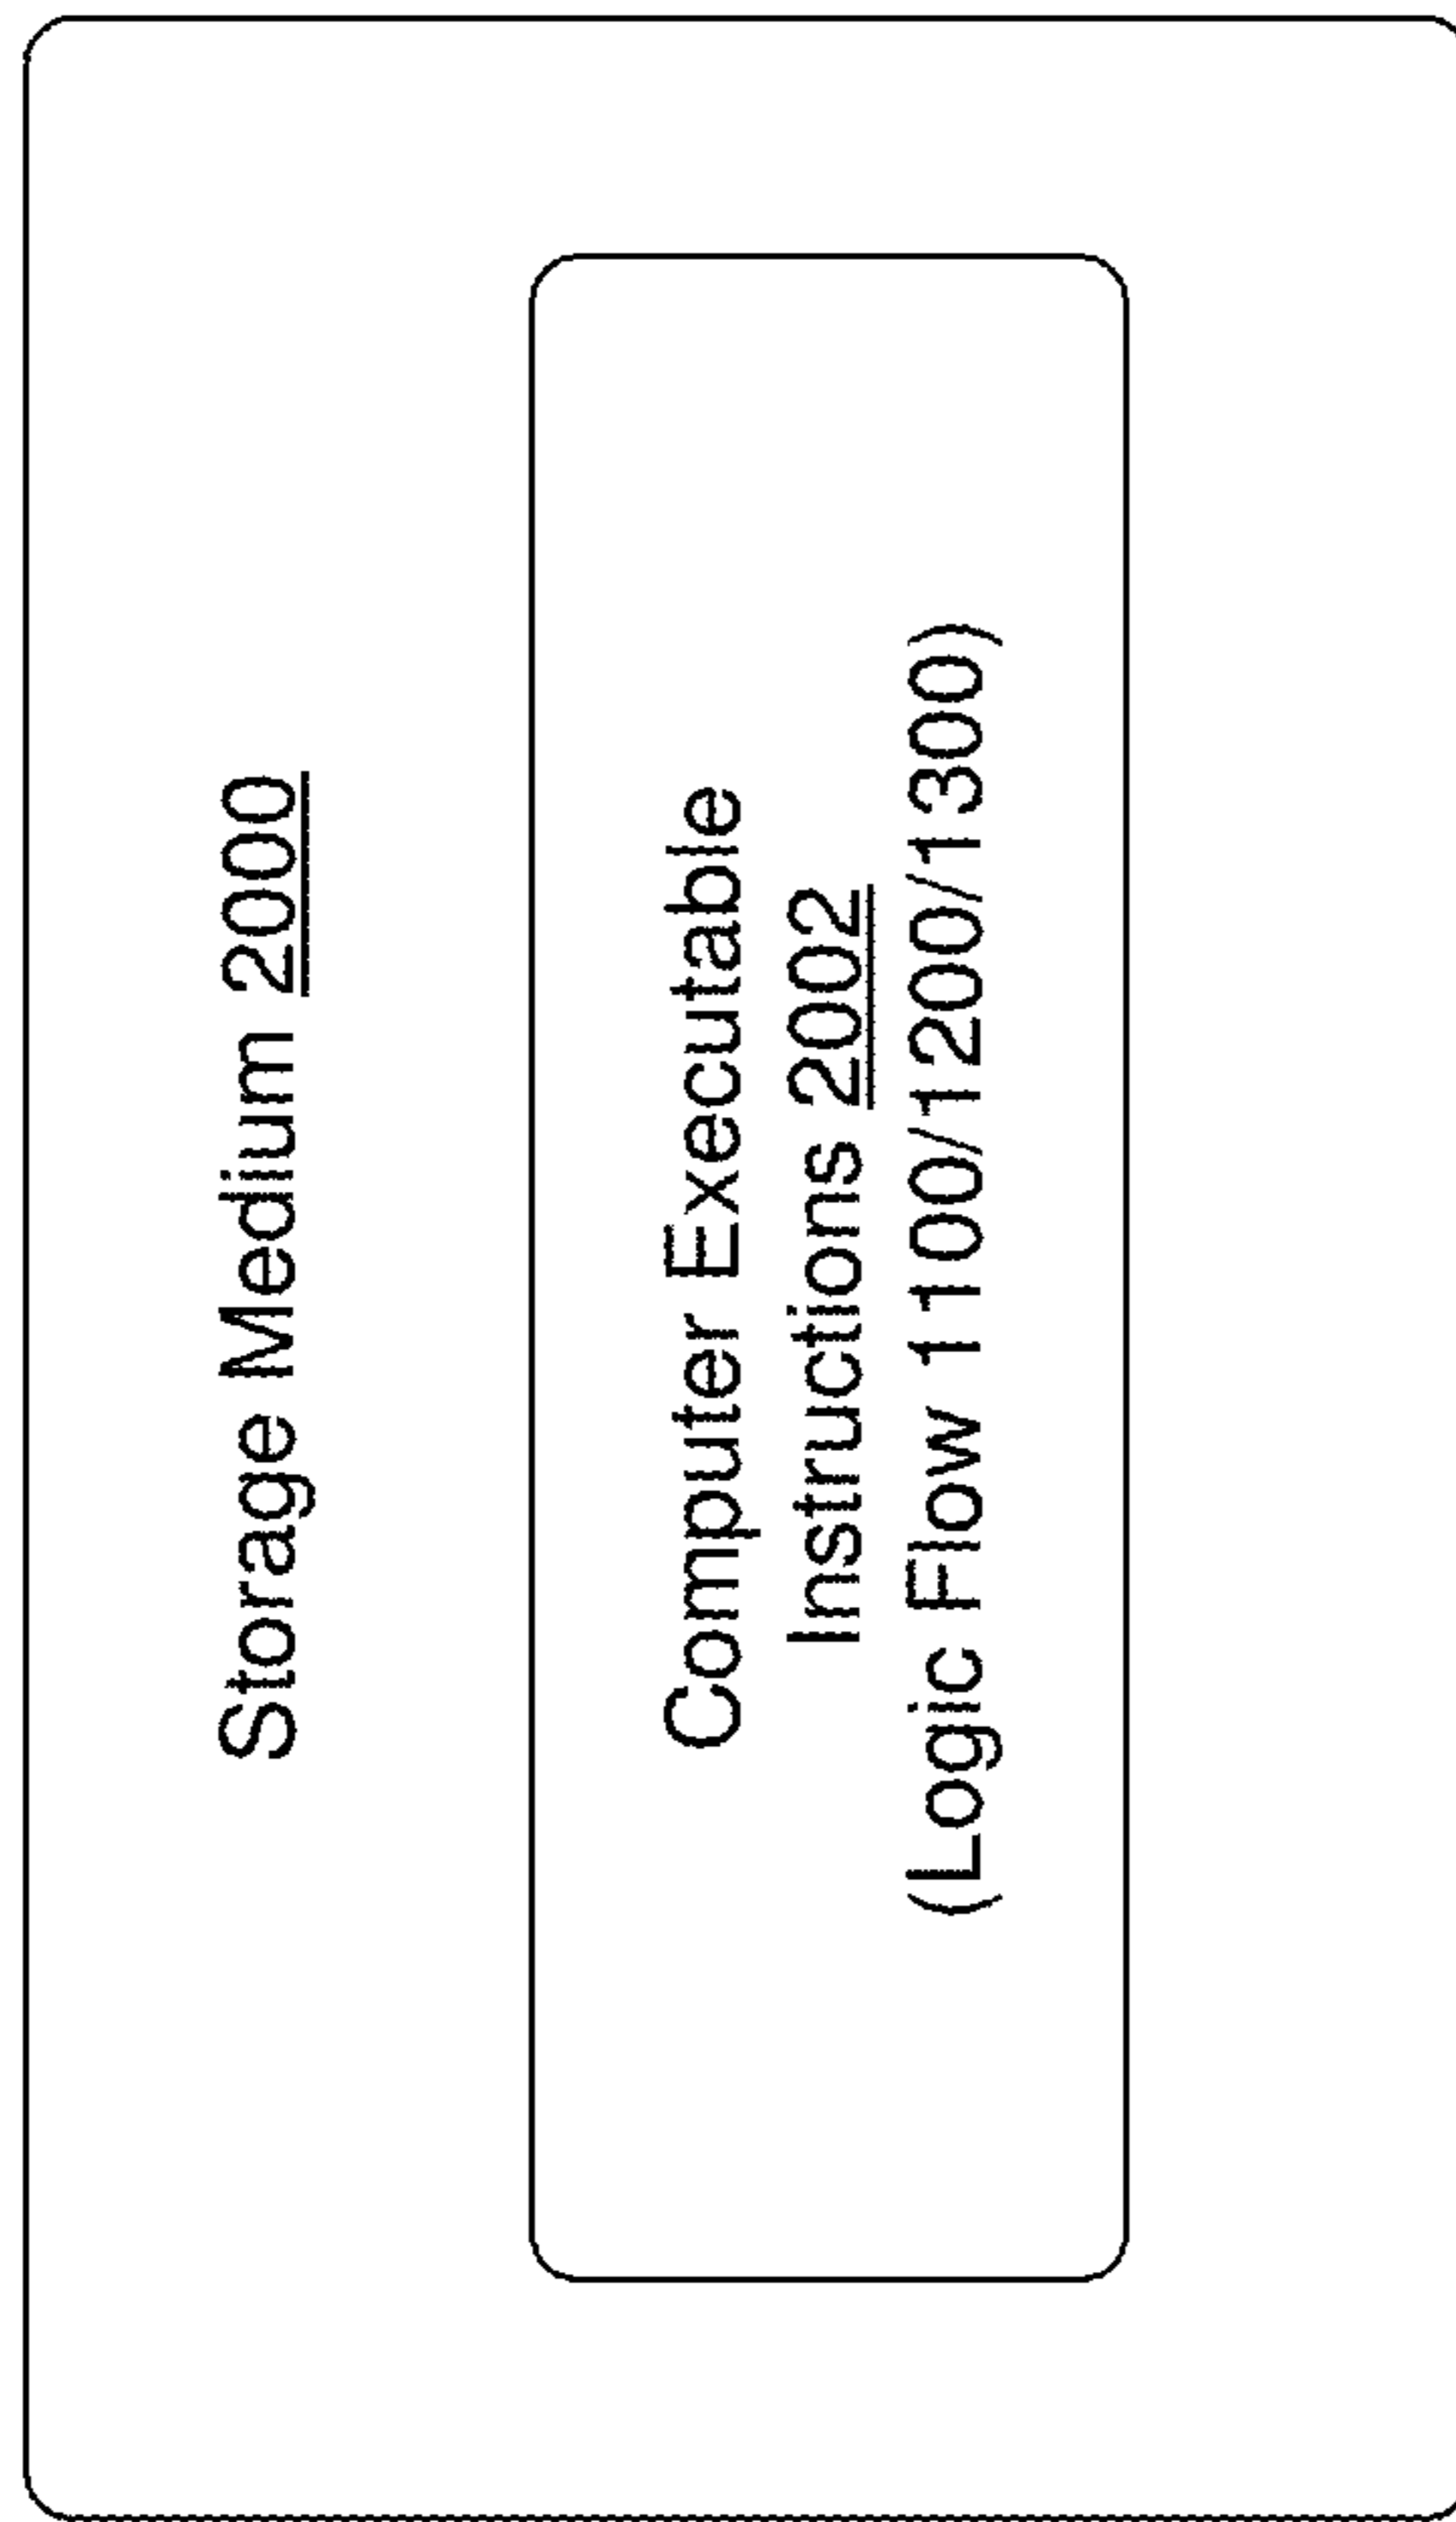 Storage Medium 2000
Computer Executable
Instructions 2002
(Logic Flow 1100/1200/1300)